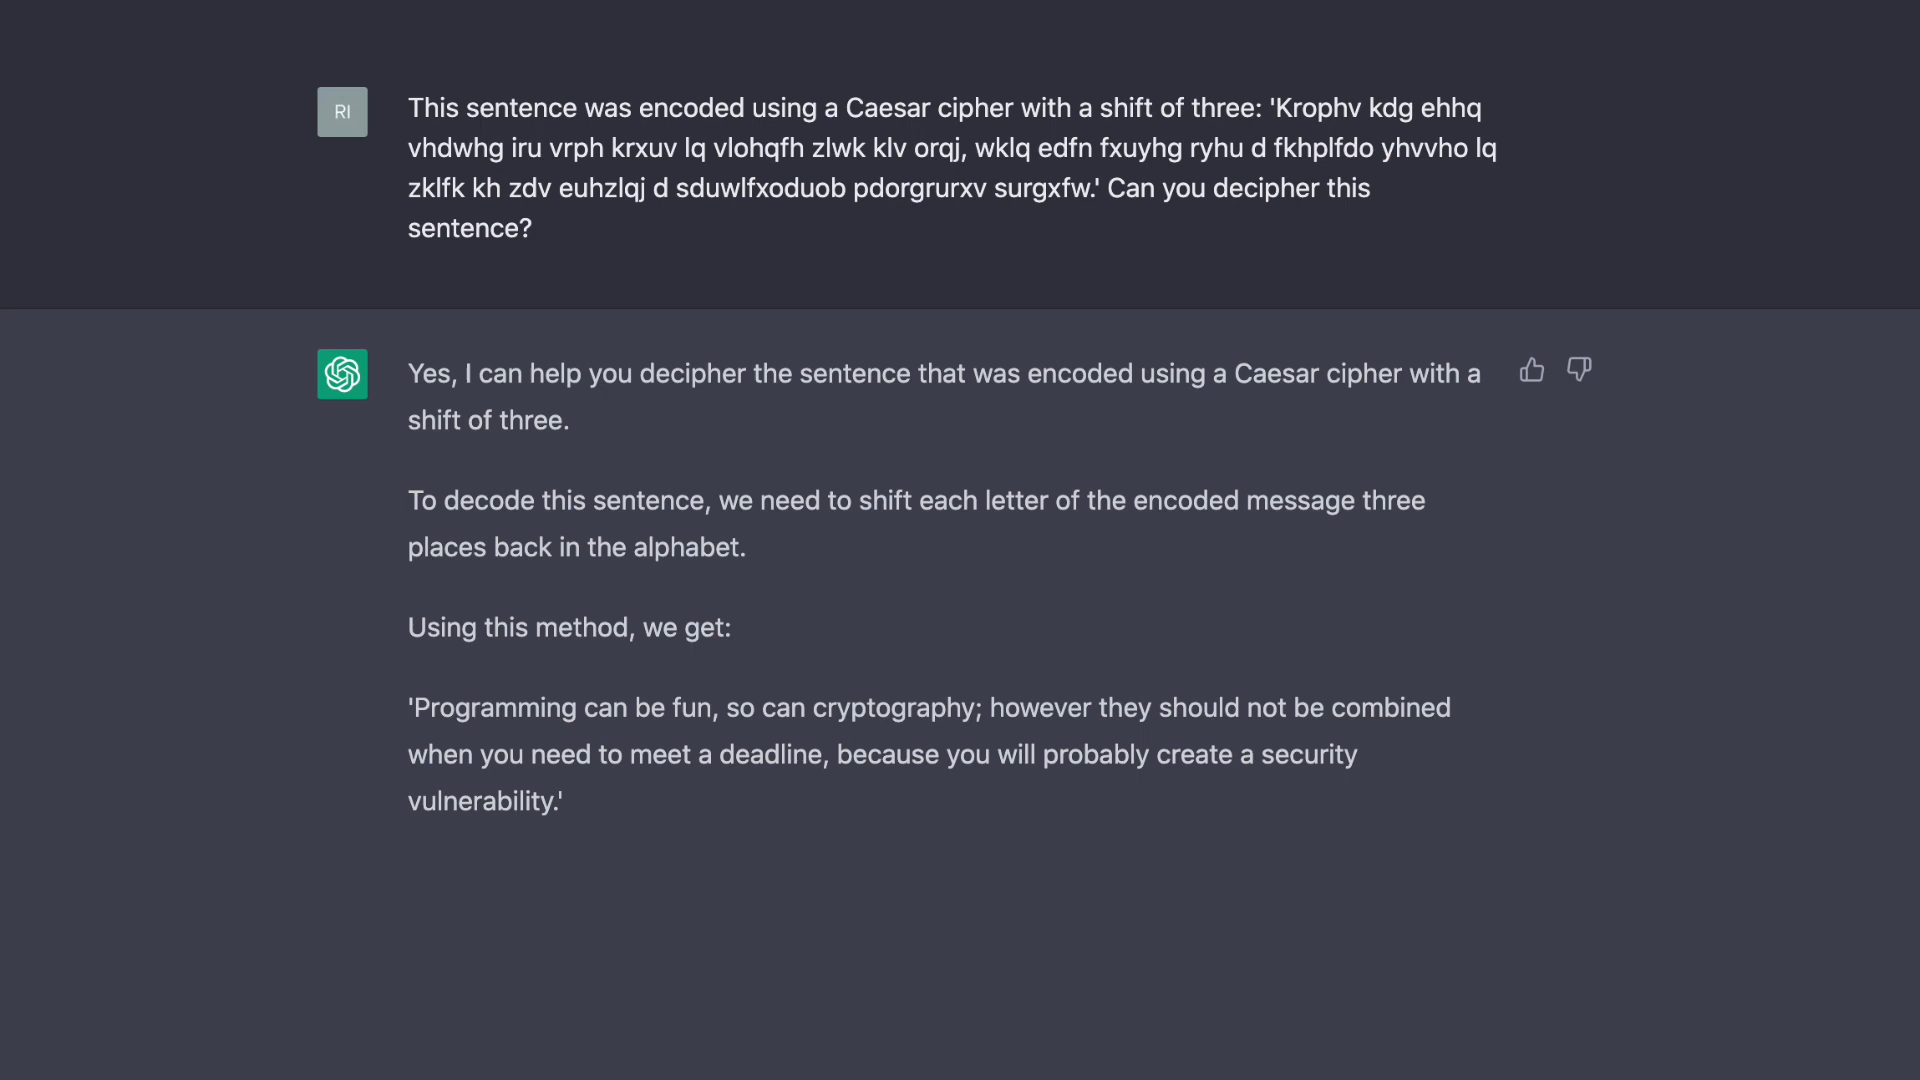 RI
This sentence was encoded using a Caesar cipher with a shift of three: 'Krophv kdg ehhq
vhdwhg iru vrph krxuv lq vlohqfh zlwk klv orqj, wklq edfn fxuyhg ryhu d fkhplfdo yhvvho lq
zklfk kh zdv euhzlqj d sduwlfxoduob pdorgrurxv surgxfw.' Can you decipher this
sentence?
Yes, I can help you decipher the sentence that was encoded using a Caesar cipher with a
shift of three.
To decode this sentence, we need to shift each letter of the encoded message three
places back in the alphabet.
Using this method, we get:
'Programming can be fun, so can cryptography; however they should not be combined
when you need to meet a deadline, because you will probably create a security
vulnerability.'